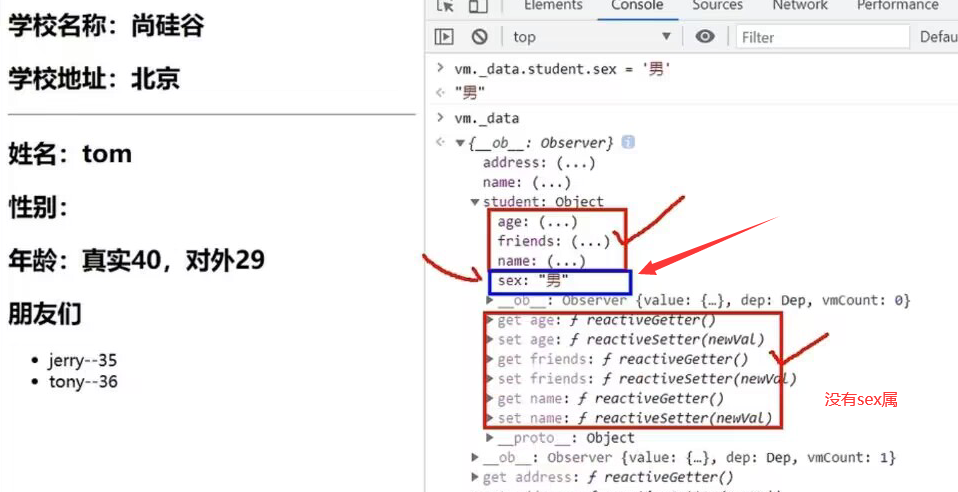 学校名称：尚硅谷
学校地址：北京
姓名：tom
性别：
年龄：真实40，对外29
朋友们
jerry--35
tony--36
Elements Console Sources Network Performance
top Filter Defau
> vm._data.student.sex = '男'
"男"
> vm._data
{__ob__: Observer}
address: (...)
name: (...)
student: Object
age: (...)
friends: (...)
name: (...)
sex: "男"
__ob__: Observer {value: {…}, dep: Dep, vmCount: 0}
get age: ƒ reactiveGetter()
set age: ƒ reactiveSetter(newVal)
get friends: ƒ reactiveGetter()
set friends: ƒ reactiveSetter(newVal)
get name: ƒ reactiveGetter()
set name: ƒ reactiveSetter(newVal)
没有sex属
__proto__: Object
__ob__: Observer {value: {…}, dep: Dep, vmCount: 1}
get address: ƒ reactiveGetter()